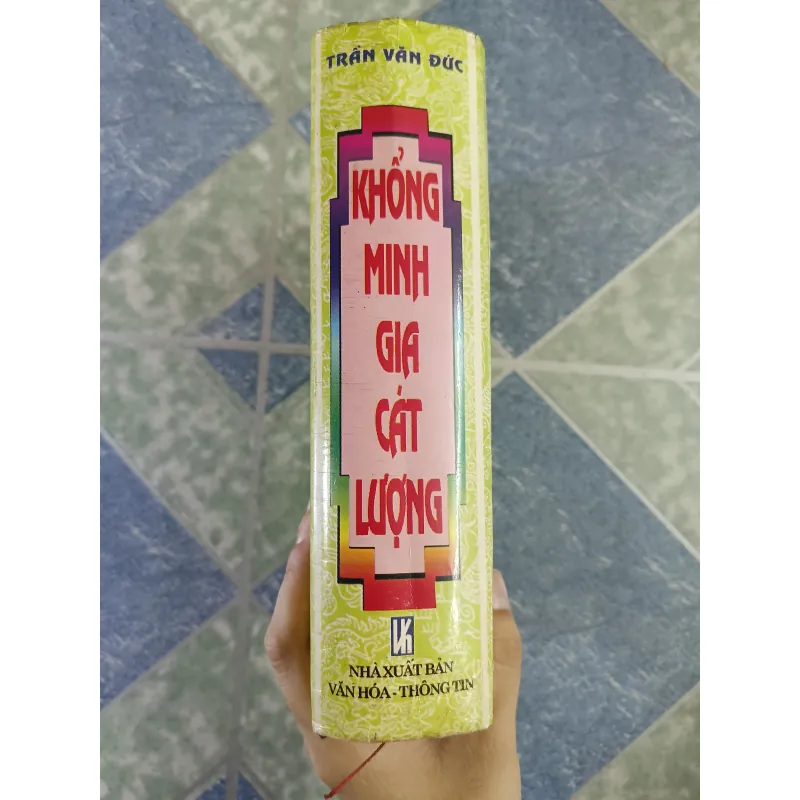 TRẦN VĂN ĐỨC
KHỔNG
MINH
GIA
CÁT
LƯỢNG
NHÀ XUẤT BẢN
VĂN HÓA - THÔNG TIN